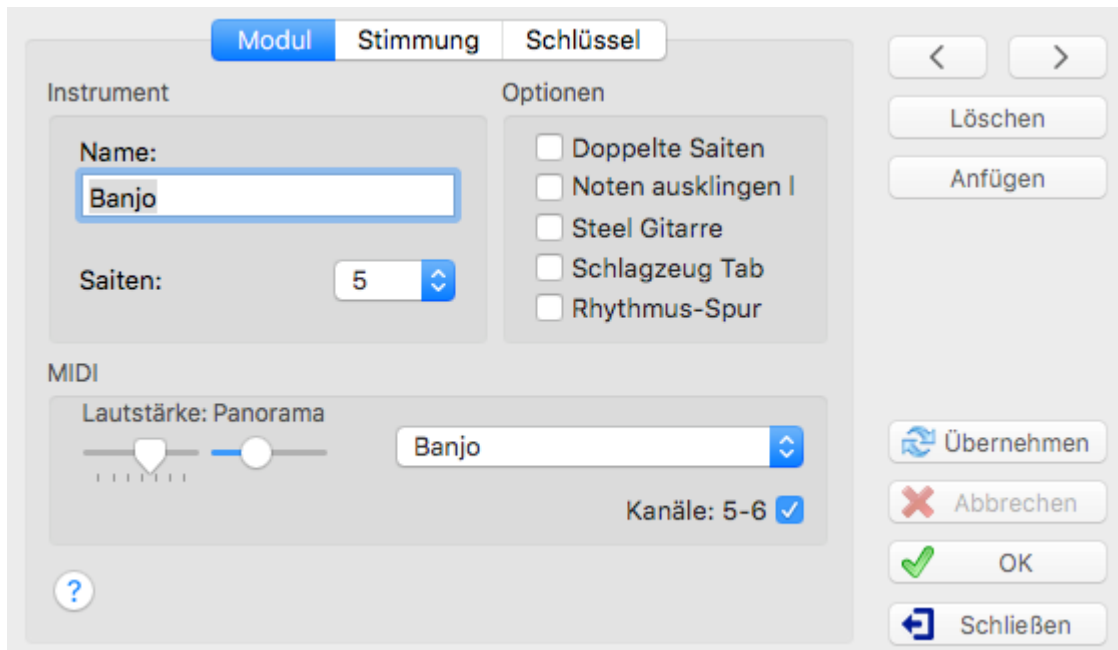 Modul Stimmung Schlüssel
Instrument
Name:
Banjo
Saiten: 5
Optionen
Doppelte Saiten
Noten ausklingen l
Steel Gitarre
Schlagzeug Tab
Rhythmus-Spur
MIDI
Lautstärke: Panorama
Banjo
Kanäle: 5-6
?
< >
Löschen
Anfügen
Übernehmen
Abbrechen
OK
Schließen